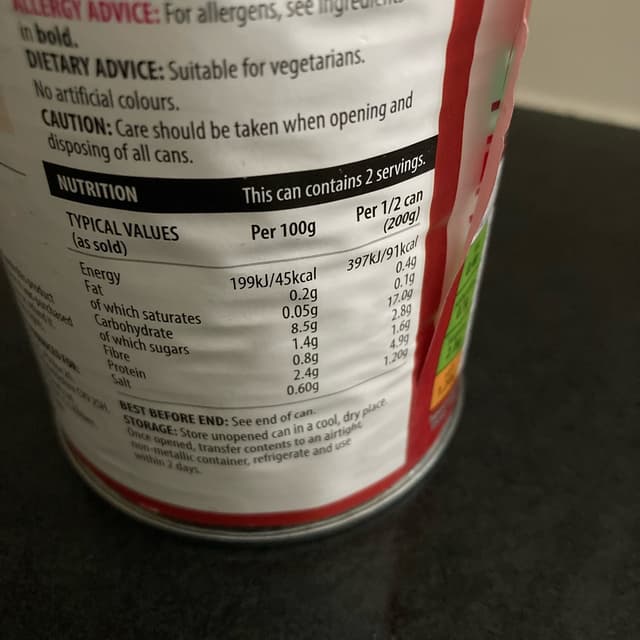 ALLERGY ADVICE: For allergens, see ingredients
in bold.
DIETARY ADVICE: Suitable for vegetarians.
No artificial colours.
CAUTION: Care should be taken when opening and
disposing of all cans.
NUTRITION This can contains 2 servings.
TYPICAL VALUES (as sold) Per 100g Per 1/2 can (200g)
Energy 199kJ/45kcal 397kJ/91kcal
Fat 0.2g 0.4g
of which saturates 0.05g 0.1g
Carbohydrate 8.5g 17.0g
of which sugars 1.4g 2.8g
Fibre 0.8g 1.6g
Protein 2.4g 4.9g
Salt 0.60g 1.20g
BEST BEFORE END: See end of can.
STORAGE: Store unopened can in a cool, dry place.
Once opened, transfer contents to an airtight,
non-metallic container, refrigerate and use
within 2 days.